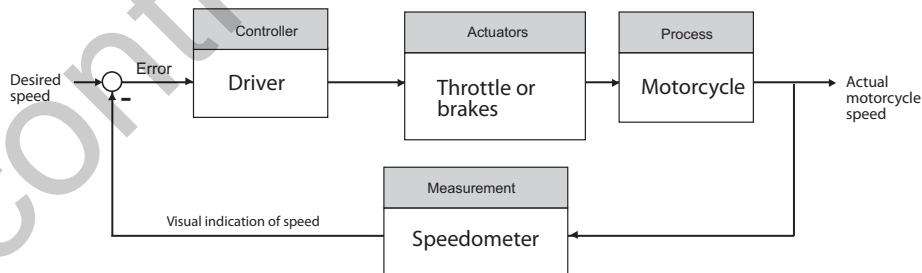 Controller
Driver
Actuators
Throttle or
brakes
Process
Motorcycle
Desired
speed
Error
-
Actual
motorcycle
speed
Measurement
Speedometer
Visual indication of speed
cont